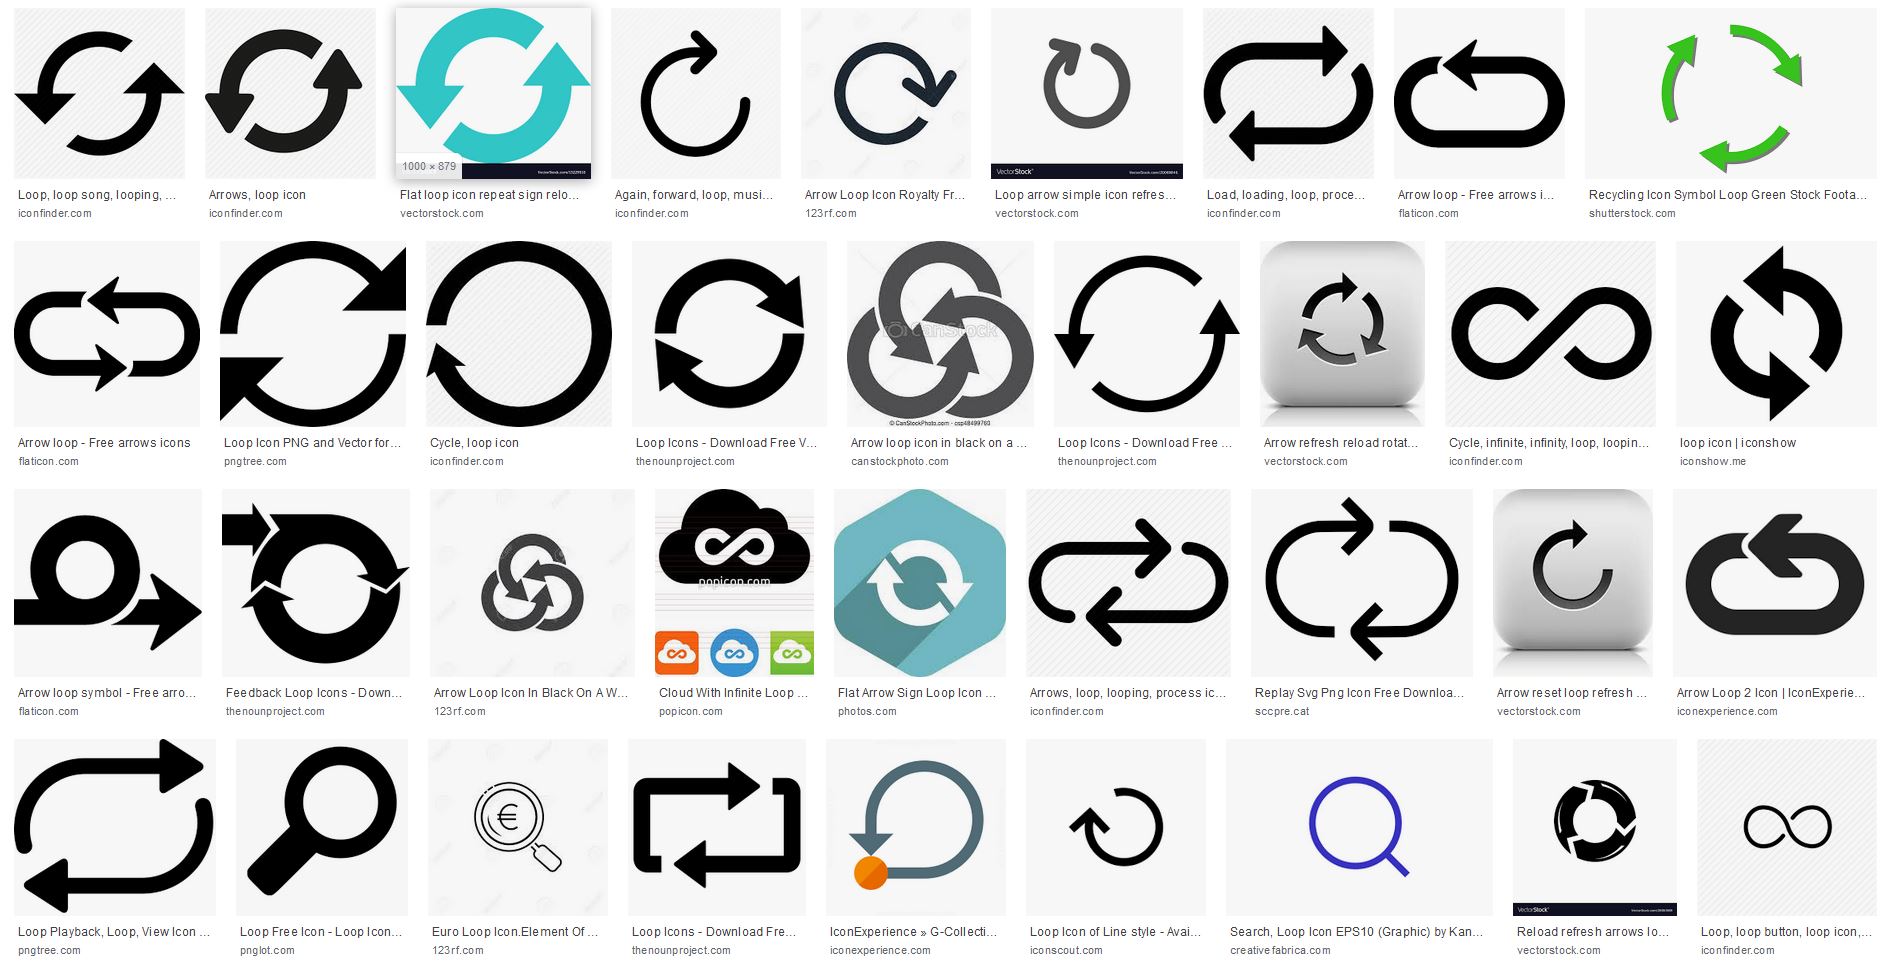 1000 × 879
VectorStock®
VectorStock.com/13229910
Loop, loop song, looping, ...
Arrows, loop icon
Flat loop icon repeat sign relo...
Again, forward, loop, musi...
Arrow Loop Icon Royalty Fr...
Loop arrow simple icon refres...
Load, loading, loop, proce...
Arrow loop - Free arrows i...
Recycling Icon Symbol Loop Green Stock Foota...
iconfinder.com
iconfinder.com
vectorstock.com
iconfinder.com
123rf.com
vectorstock.com
iconfinder.com
flaticon.com
shutterstock.com
CanStock
© CanStockPhoto.com - csp48499760
Arrow loop - Free arrows icons
Loop Icon PNG and Vector for...
Cycle, loop icon
Loop Icons - Download Free V...
Arrow loop icon in black on a ...
Loop Icons - Download Free ...
Arrow refresh reload rotat...
Cycle, infinite, infinity, loop, loopin...
loop icon | iconshow
flaticon.com
pngtree.com
iconfinder.com
thenounproject.com
canstockphoto.com
thenounproject.com
vectorstock.com
iconfinder.com
iconshow.me
popicon.com
Arrow loop symbol - Free arro...
Feedback Loop Icons - Down...
Arrow Loop Icon In Black On A W...
Cloud With Infinite Loop ...
Flat Arrow Sign Loop Icon ...
Arrows, loop, looping, process ic...
Replay Svg Png Icon Free Downloa...
Arrow reset loop refresh ...
Arrow Loop 2 Icon | IconExperie...
flaticon.com
thenounproject.com
123rf.com
popicon.com
photos.com
iconfinder.com
sccpre.cat
vectorstock.com
iconexperience.com
€
VectorStock®
Loop Playback, Loop, View Icon ...
Loop Free Icon - Loop Icon...
Euro Loop Icon.Element Of ...
Loop Icons - Download Fre...
IconExperience » G-Collecti...
Loop Icon of Line style - Avai...
Search, Loop Icon EPS10 (Graphic) by Kan...
Reload refresh arrows lo...
Loop, loop button, loop icon,...
pngtree.com
pnglot.com
123rf.com
thenounproject.com
iconexperience.com
iconscout.com
creativefabrica.com
vectorstock.com
iconfinder.com